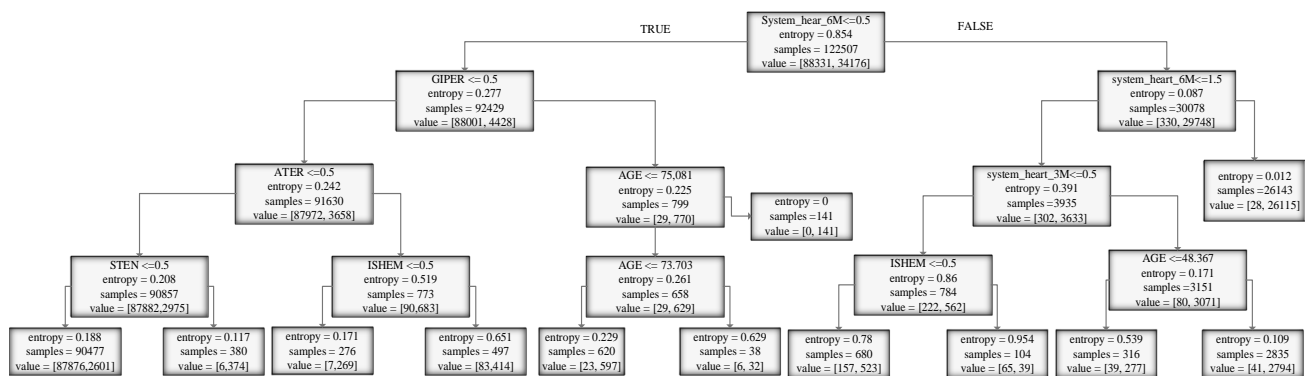 System_hear_6M<=0.5
entropy = 0.854
samples = 122507
value = [88331, 34176]
TRUE
FALSE
GIPER <= 0.5
entropy = 0.277
samples = 92429
value = [88001, 4428]
system_heart_6M<=1.5
entropy = 0.087
samples =30078
value = [330, 29748]
ATER <=0.5
entropy = 0.242
samples = 91630
value = [87972, 3658]
AGE <= 75,081
entropy = 0.225
samples = 799
value = [29, 770]
entropy = 0
samples =141
value = [0, 141]
system_heart_3M<=0.5
entropy = 0.391
samples =3935
value = [302, 3633]
entropy = 0.012
samples =26143
value = [28, 26115]
STEN <=0.5
entropy = 0.208
samples = 90857
value = [87882,2975]
ISHEM <=0.5
entropy = 0.519
samples = 773
value = [90,683]
AGE <= 73.703
entropy = 0.261
samples = 658
value = [29, 629]
ISHEM <=0.5
entropy = 0.86
samples = 784
value = [222, 562]
AGE <=48.367
entropy = 0.171
samples =3151
value = [80, 3071]
entropy = 0.188
samples = 90477
value = [87876,2601]
entropy = 0.117
samples = 380
value = [6,374]
entropy = 0.171
samples = 276
value = [7,269]
entropy = 0.651
samples = 497
value = [83,414]
entropy = 0.229
samples = 620
value = [23, 597]
entropy = 0.629
samples = 38
value = [6, 32]
entropy = 0.78
samples = 680
value = [157, 523]
entropy = 0.954
samples = 104
value = [65, 39]
entropy = 0.539
samples = 316
value = [39, 277]
entropy = 0.109
samples = 2835
value = [41, 2794]